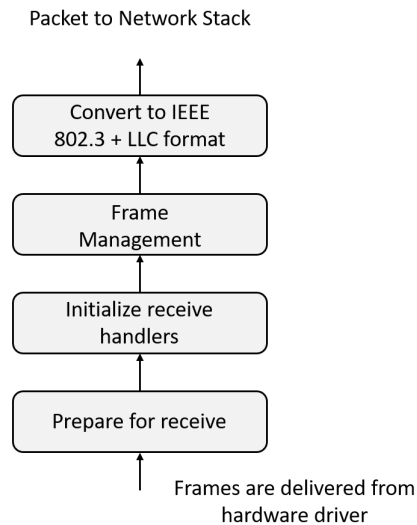 Packet to Network Stack
Convert to IEEE
802.3 + LLC format
Frame
Management
Initialize receive
handlers
Prepare for receive
Frames are delivered from
hardware driver